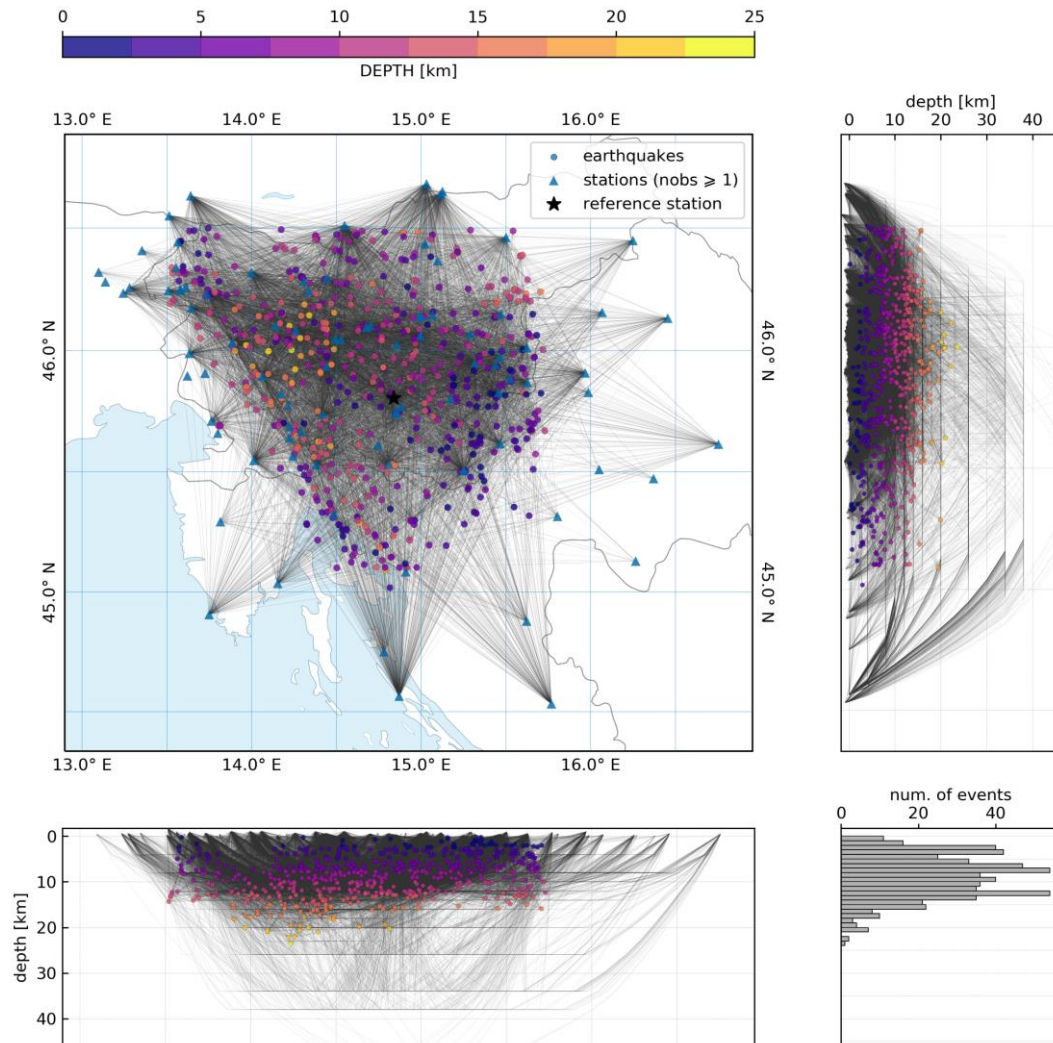 0 5 10 15 20 25
DEPTH [km]
13.0° E 14.0° E 15.0° E 16.0° E
earthquakes
stations (nobs ⩾ 1)
reference station
46.0° N
45.0° N
46.0° N
45.0° N
13.0° E 14.0° E 15.0° E 16.0° E
depth [km]
0 10 20 30 40
depth [km]
0
10
20
30
40
num. of events
0 20 40